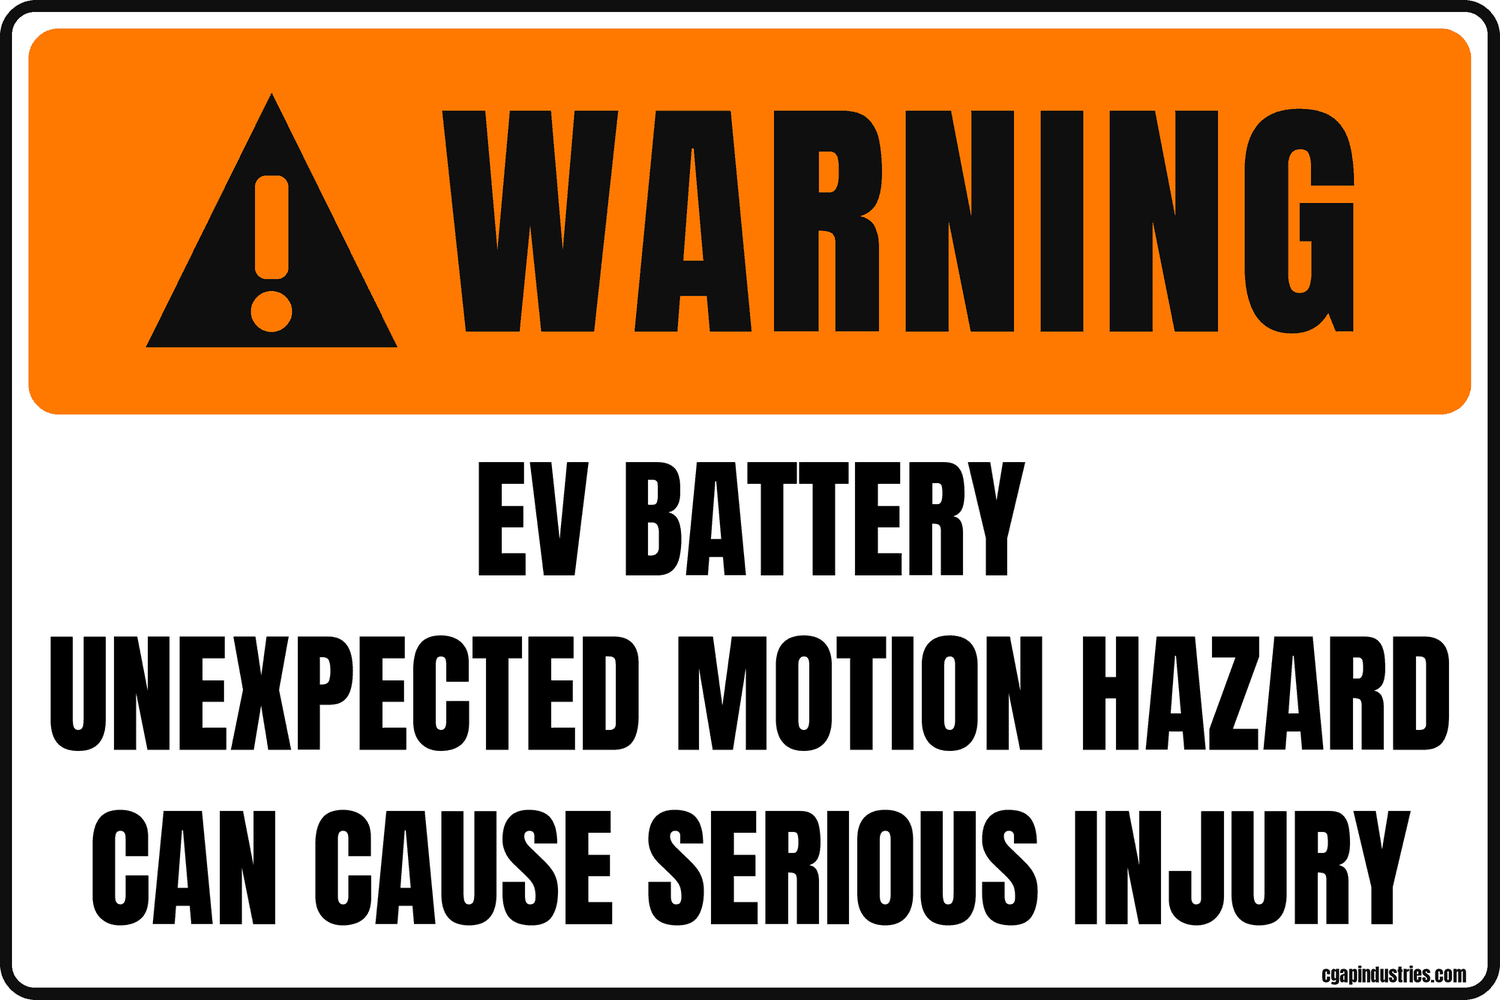 WARNING
EV BATTERY
UNEXPECTED MOTION HAZARD
CAN CAUSE SERIOUS INJURY
cgapindustries.com